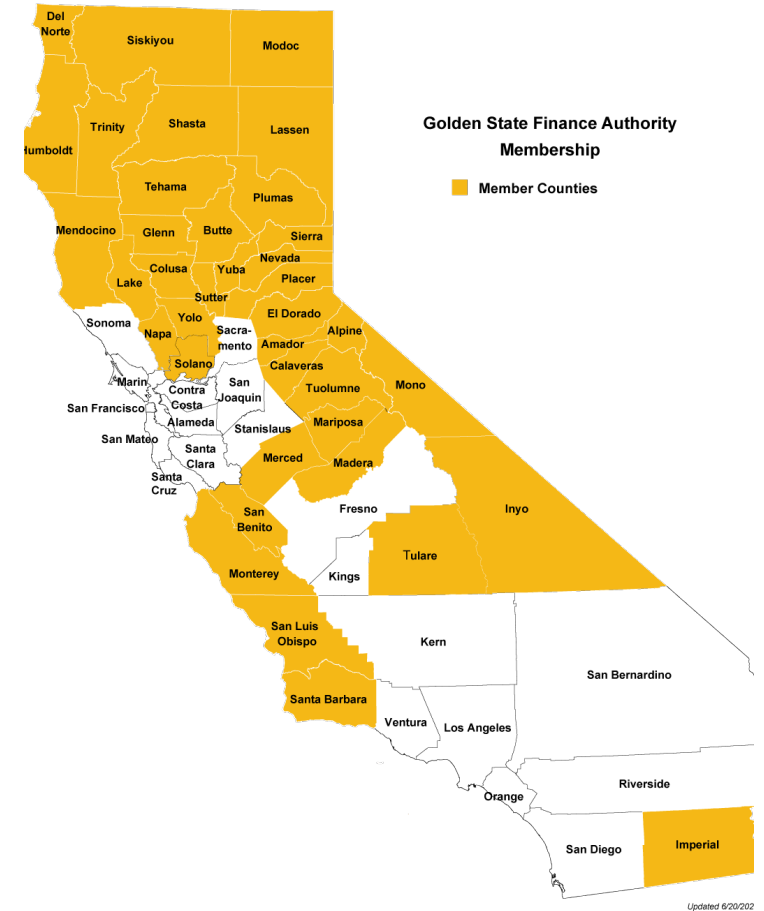 Del
Norte
Siskiyou
Modoc
Golden State Finance Authority
Membership
Member Counties
Trinity
Shasta
Lassen
Humboldt
Tehama
Plumas
Mendocino
Glenn
Butte
Sierra
Nevada
Colusa
Yuba
Placer
Lake
Sutter
El Dorado
Yolo
Sonoma
Napa
Sacra-
mento
Alpine
Amador
Solano
Calaveras
Marin
San
Joaquin
Tuolumne
Mono
Contra
Costa
San Francisco
Alameda
Mariposa
Stanislaus
San Mateo
Santa
Clara
Merced
Madera
Santa
Cruz
Fresno
Inyo
San
Benito
Tulare
Monterey
Kings
San Luis
Obispo
Kern
San Bernardino
Santa Barbara
Ventura
Los Angeles
Riverside
Orange
San Diego
Imperial
Updated 6/20/202